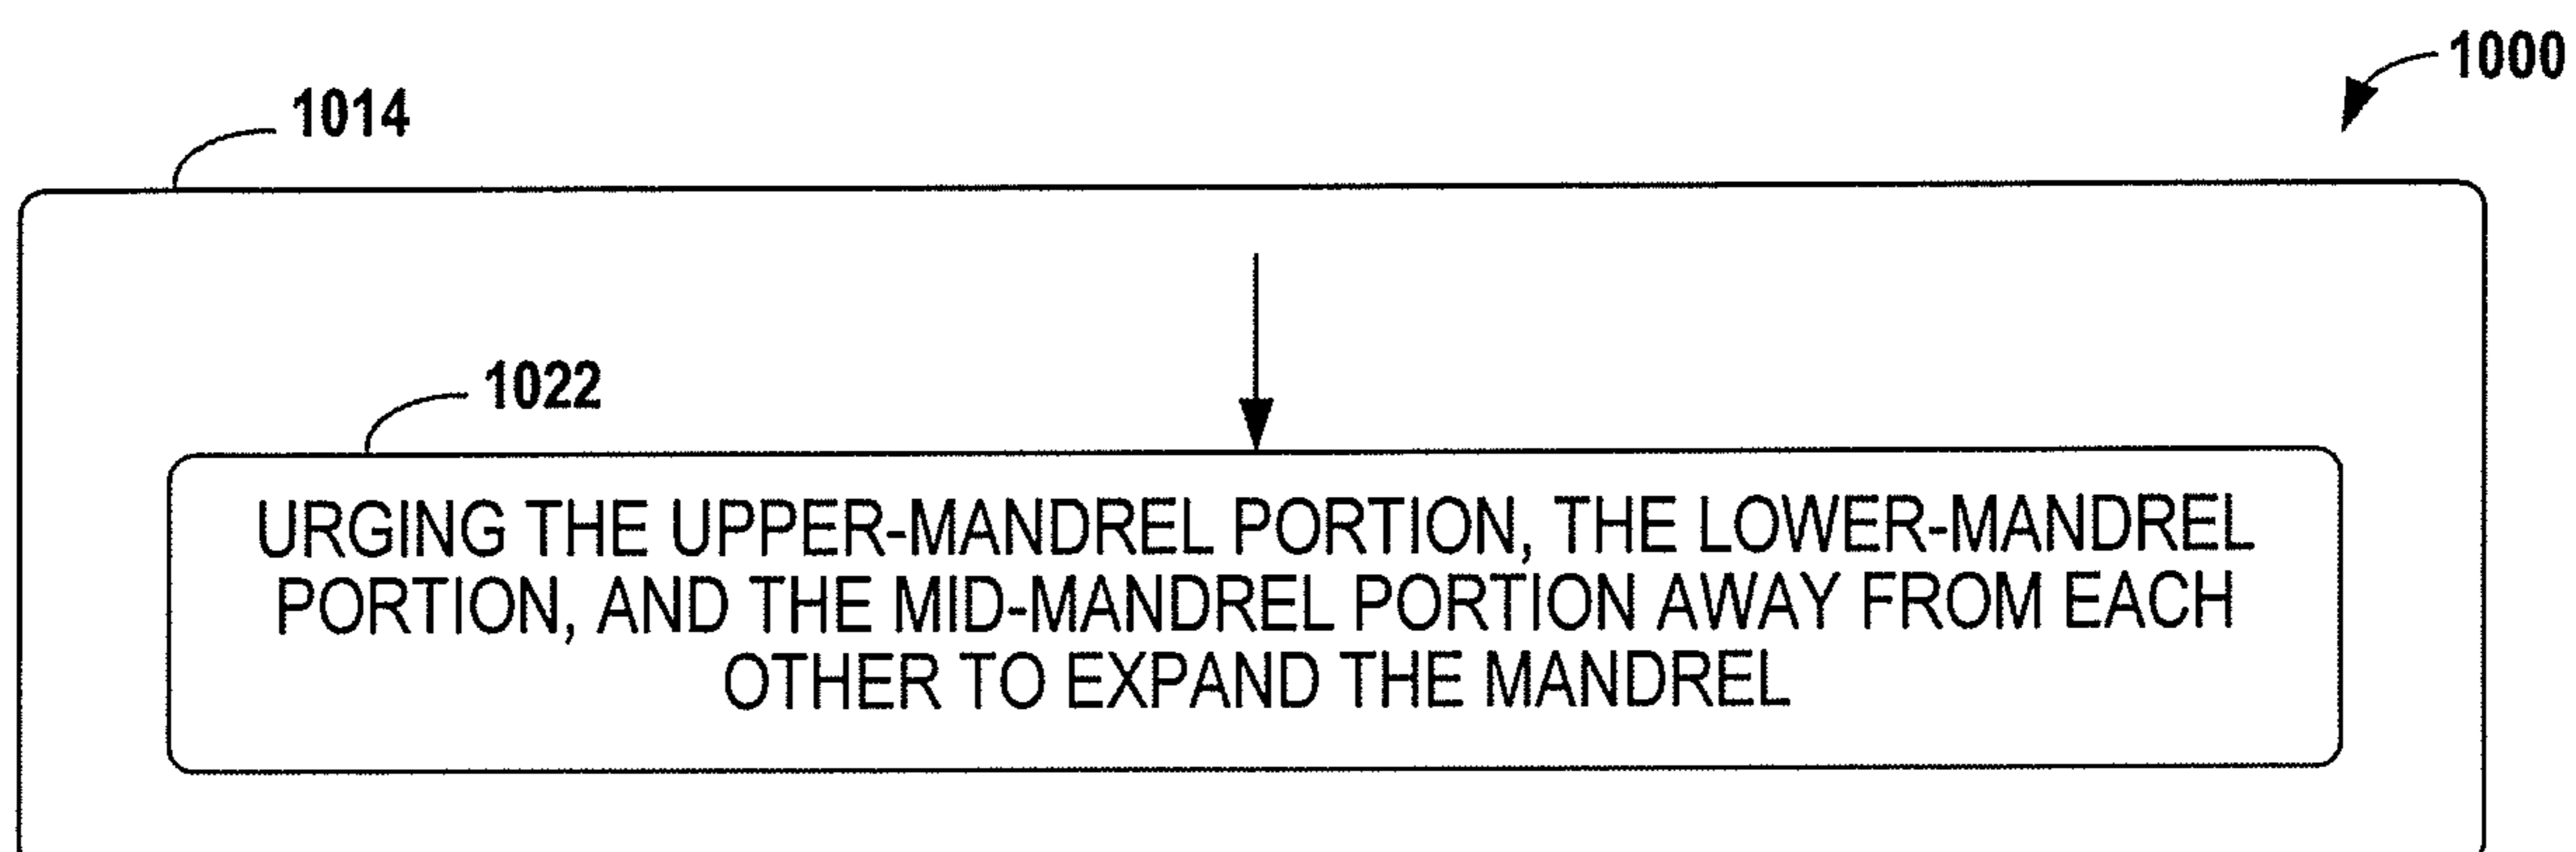 1000
1014
1022
URGING THE UPPER-MANDREL PORTION, THE LOWER-MANDREL
PORTION, AND THE MID-MANDREL PORTION AWAY FROM EACH
OTHER TO EXPAND THE MANDREL